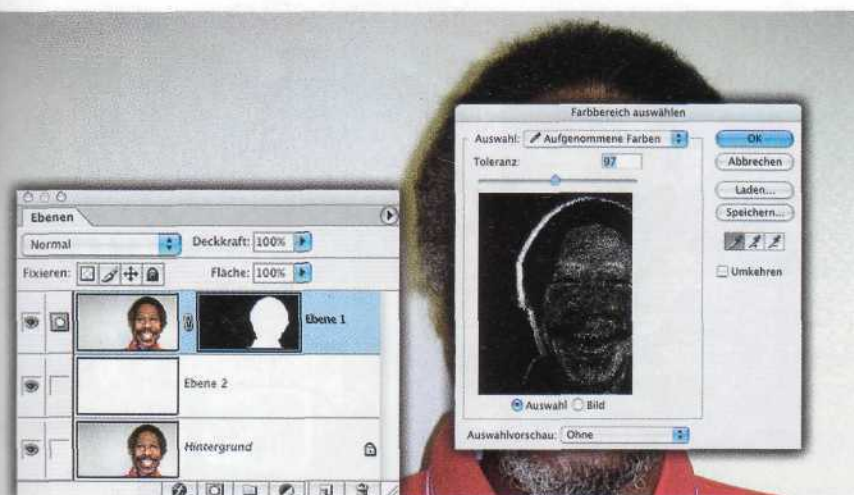 Farbbereich auswählen
Auswahl: Aufgenommene Farben
OK
Toleranz: 97
Abbrechen
Laden...
Speichern...
Umkehren
Auswahl Bild
Auswahlvorschau: Ohne
Ebenen
Normal Deckkraft: 100%
Fixieren: Fläche: 100%
Ebene 1
Ebene 2
Hintergrund